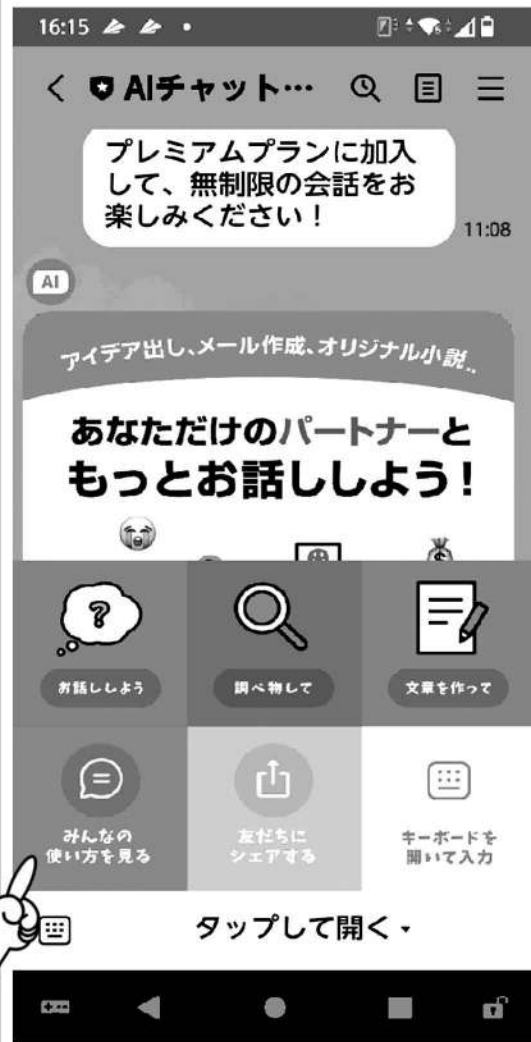 16:15
AIチャット…
プレミアムプランに加入
して、無制限の会話をお
楽しみください！
11:08
AI
アイデア出し、メール作成、オリジナル小説..
あなただけのパートナーと
もっとお話ししよう！
お話ししよう
調べ物して
文章を作って
みんなの
使い方を見る
友だちに
シェアする
キーボードを
開いて入力
タップして開く